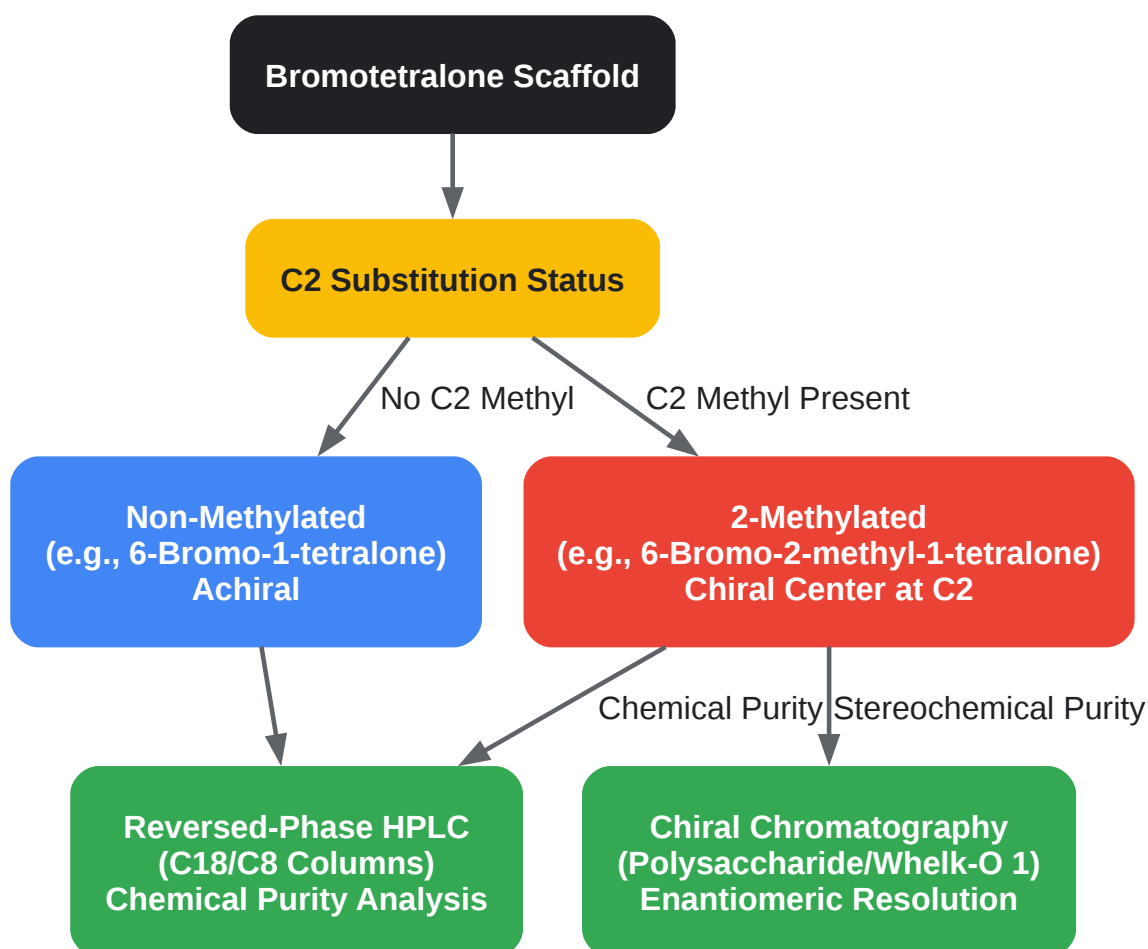 Bromotetralone Scaffold
C2 Substitution Status
No C2 Methyl
C2 Methyl Present
Non-Methylated
(e.g., 6-Bromo-1-tetralone)
Achiral
2-Methylated
(e.g., 6-Bromo-2-methyl-1-tetralone)
Chiral Center at C2
Chemical Purity
Stereochemical Purity
Reversed-Phase HPLC
(C18/C8 Columns)
Chemical Purity Analysis
Chiral Chromatography
(Polysaccharide/Whelk-O 1)
Enantiomeric Resolution